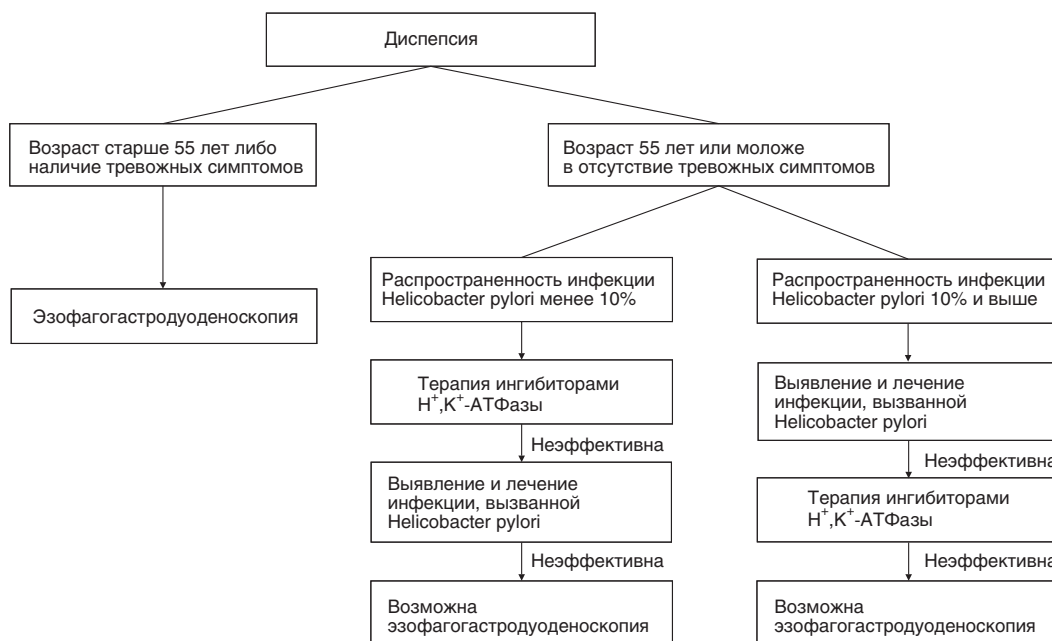 Диспепсия
Возраст старше 55 лет либо
наличие тревожных симптомов
Возраст 55 лет или моложе
в отсутствие тревожных симптомов
Эзофагогастродуоденоскопия
Распространенность инфекции
Helicobacter pylori менее 10%
Терапия ингибиторами
H⁺,K⁺-АТФазы
Неэффективна
Выявление и лечение
инфекции, вызванной
Helicobacter pylori
Неэффективна
Возможна
эзофагогастродуоденоскопия
Распространенность инфекции
Helicobacter pylori 10% и выше
Выявление и лечение
инфекции, вызванной
Helicobacter pylori
Неэффективна
Терапия ингибиторами
H⁺,K⁺-АТФазы
Неэффективна
Возможна
эзофагогастродуоденоскопия